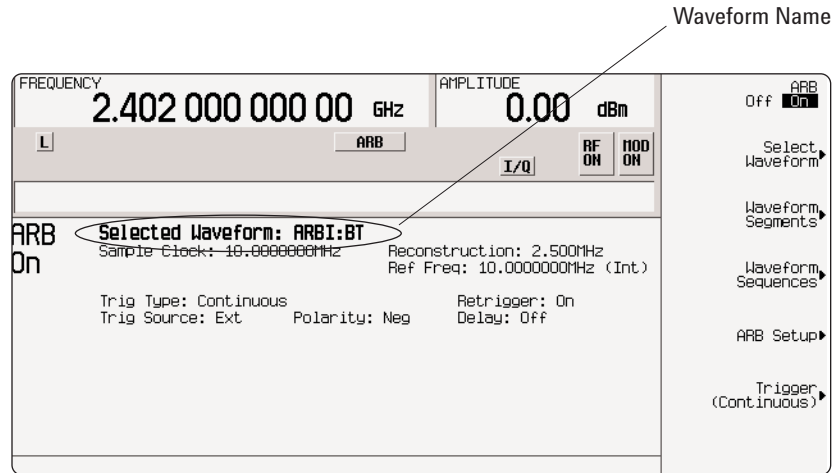 Waveform Name
FREQUENCY
2.402 000 000 00 GHz
AMPLITUDE
0.00 dBm
L
ARB
I/Q
RF ON
MOD ON
ARB On
Selected Waveform: ARBI:BT
Sample Clock: 10.0000000MHz
Reconstruction: 2.500MHz
Ref Freq: 10.0000000MHz (Int)
Trig Type: Continuous
Retrigger: On
Trig Source: Ext
Polarity: Neg
Delay: Off
ARB
Off On
Select Waveform
Waveform Segments
Waveform Sequences
ARB Setup
Trigger (Continuous)